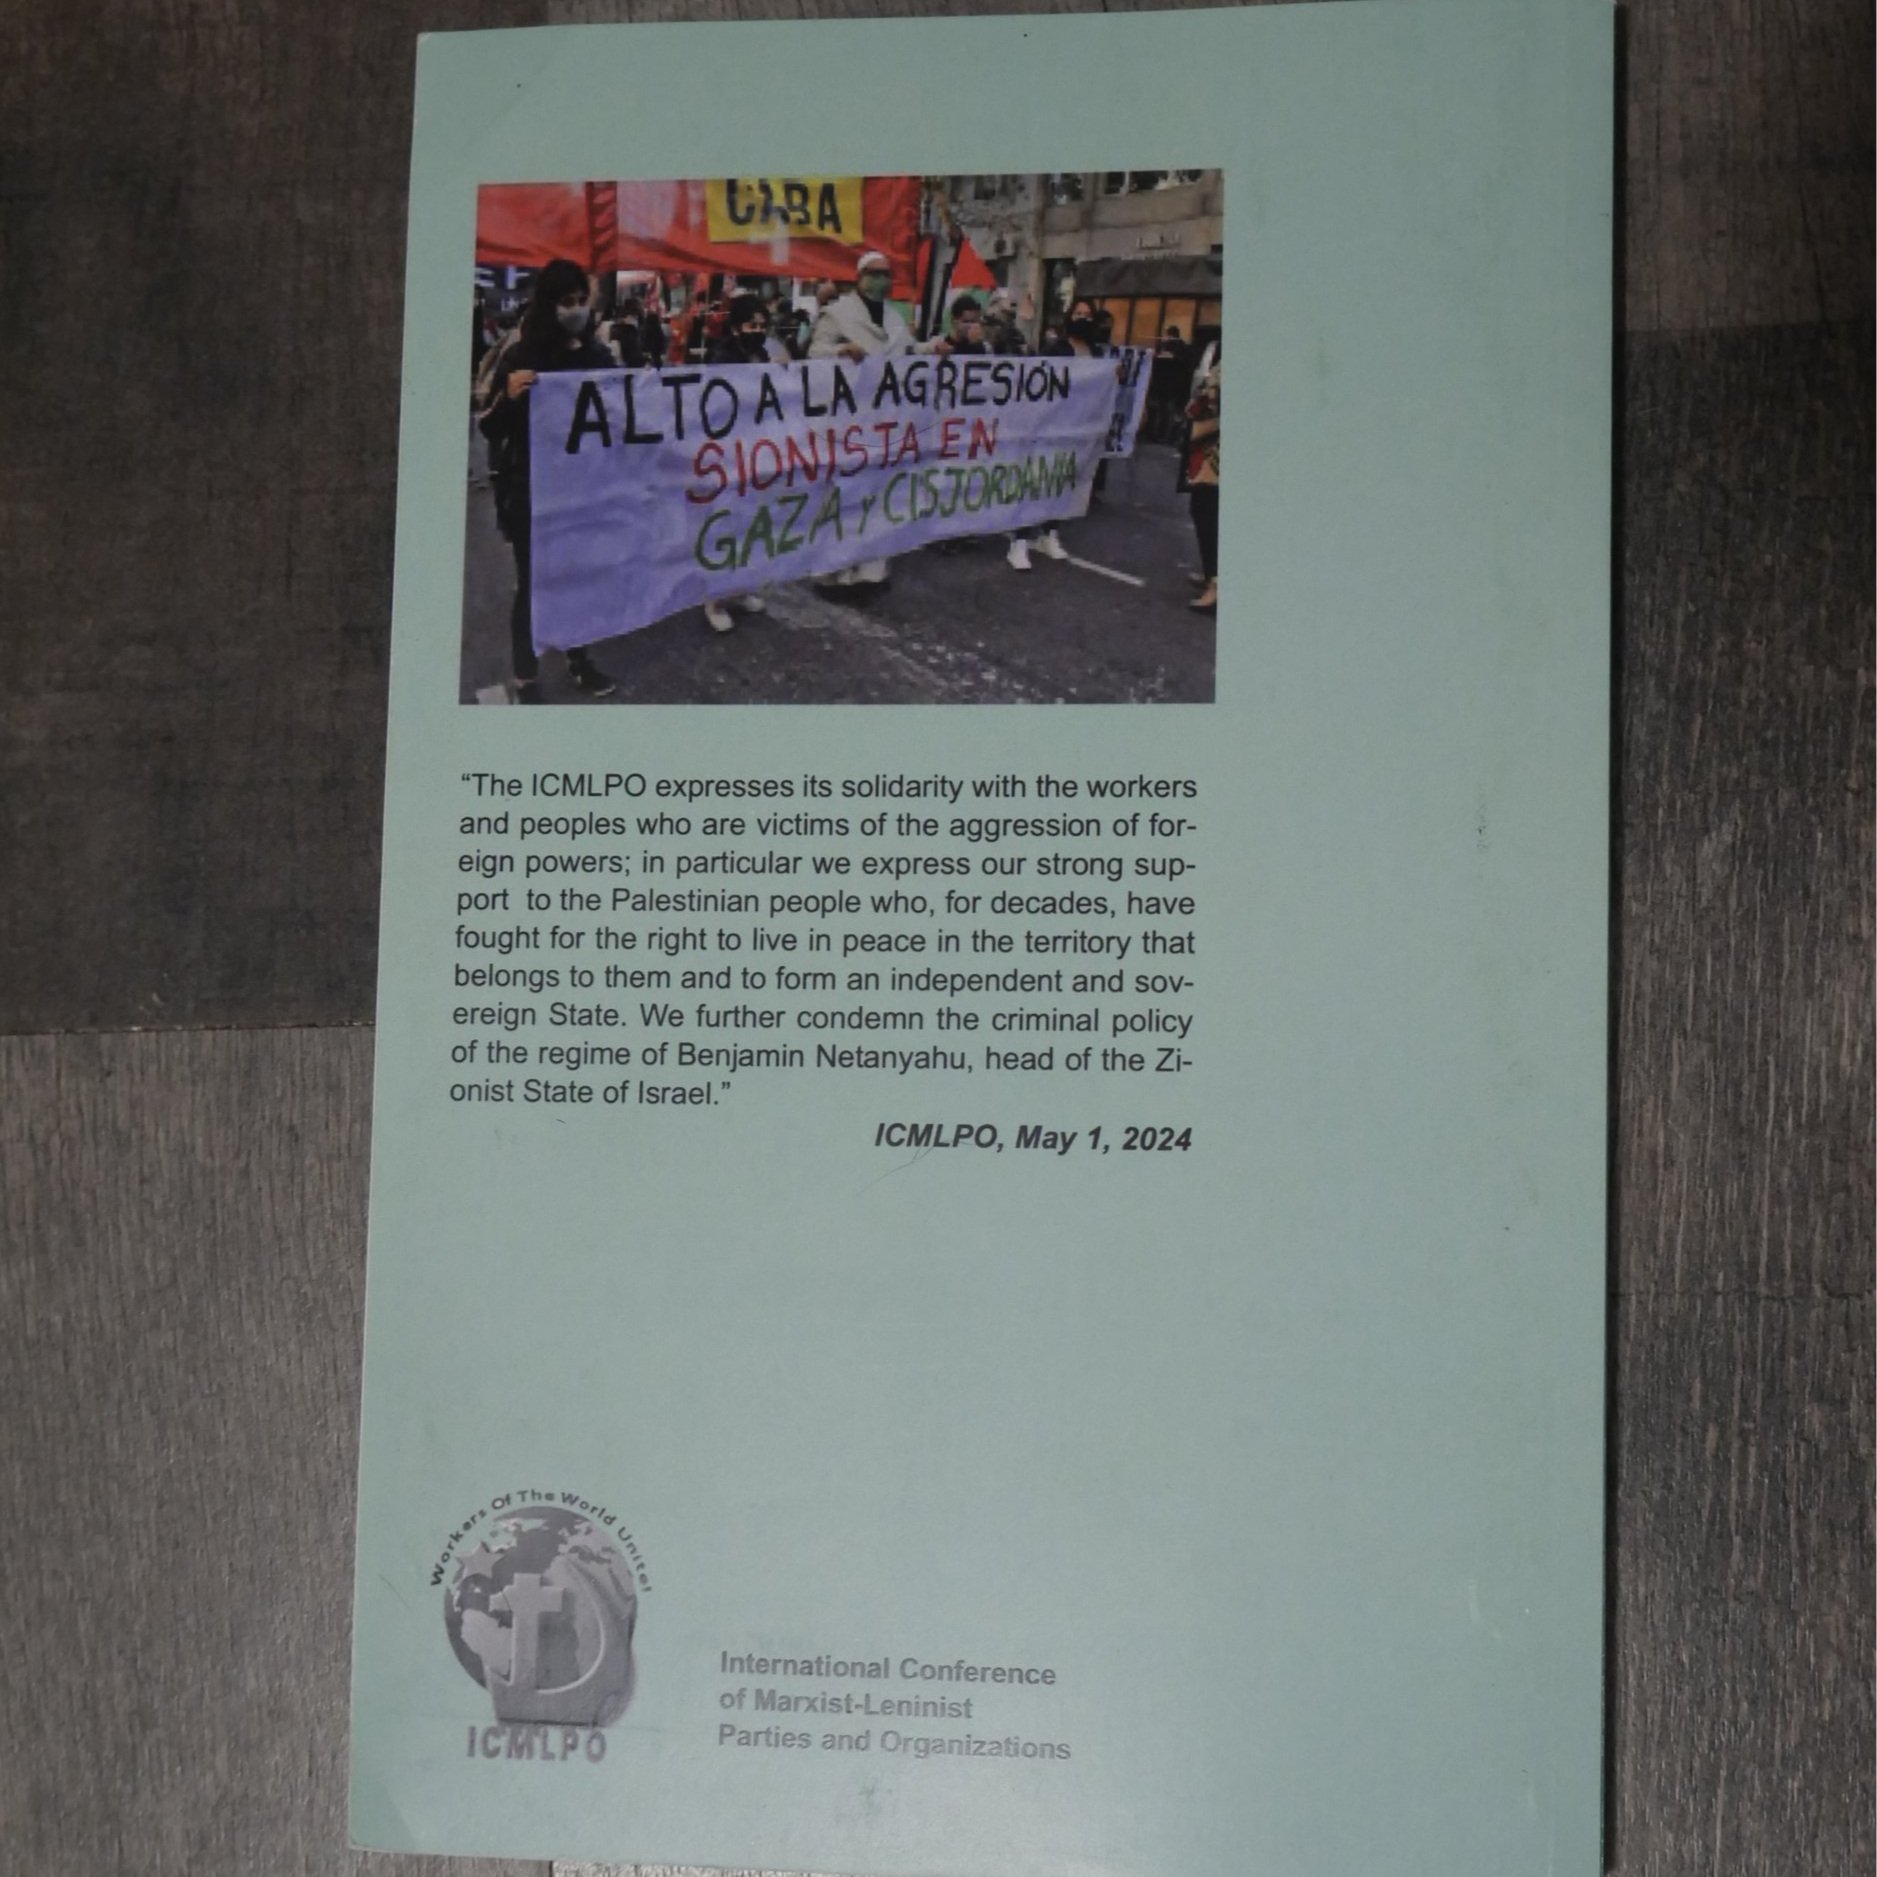 CABA
ALTO A LA AGRESIÓN
SIONISTA EN
GAZA Y CISJORDANIA
“The ICMLPO expresses its solidarity with the workers
and peoples who are victims of the aggression of for-
eign powers; in particular we express our strong sup-
port to the Palestinian people who, for decades, have
fought for the right to live in peace in the territory that
belongs to them and to form an independent and sov-
ereign State. We further condemn the criminal policy
of the regime of Benjamin Netanyahu, head of the Zi-
onist State of Israel.”
ICMLPO, May 1, 2024
Workers Of The World Unite!
ICMLPO
International Conference
of Marxist-Leninist
Parties and Organizations